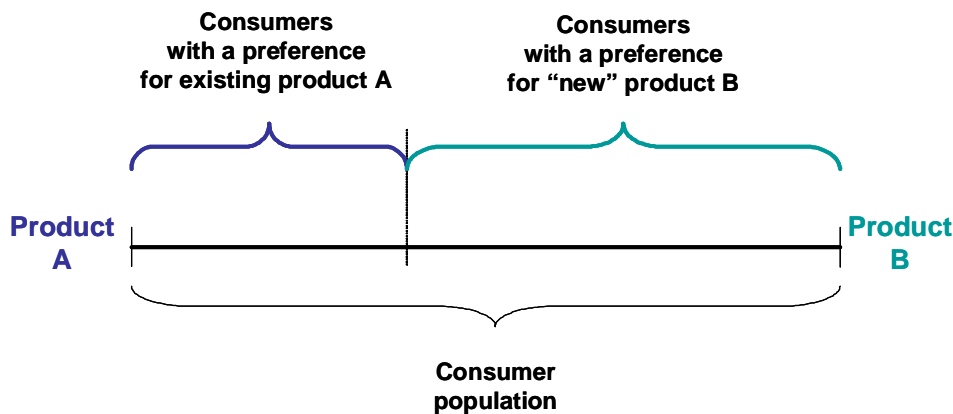 Consumers
with a preference
for existing product A
Consumers
with a preference
for “new” product B
Product
A
Product
B
Consumer
population